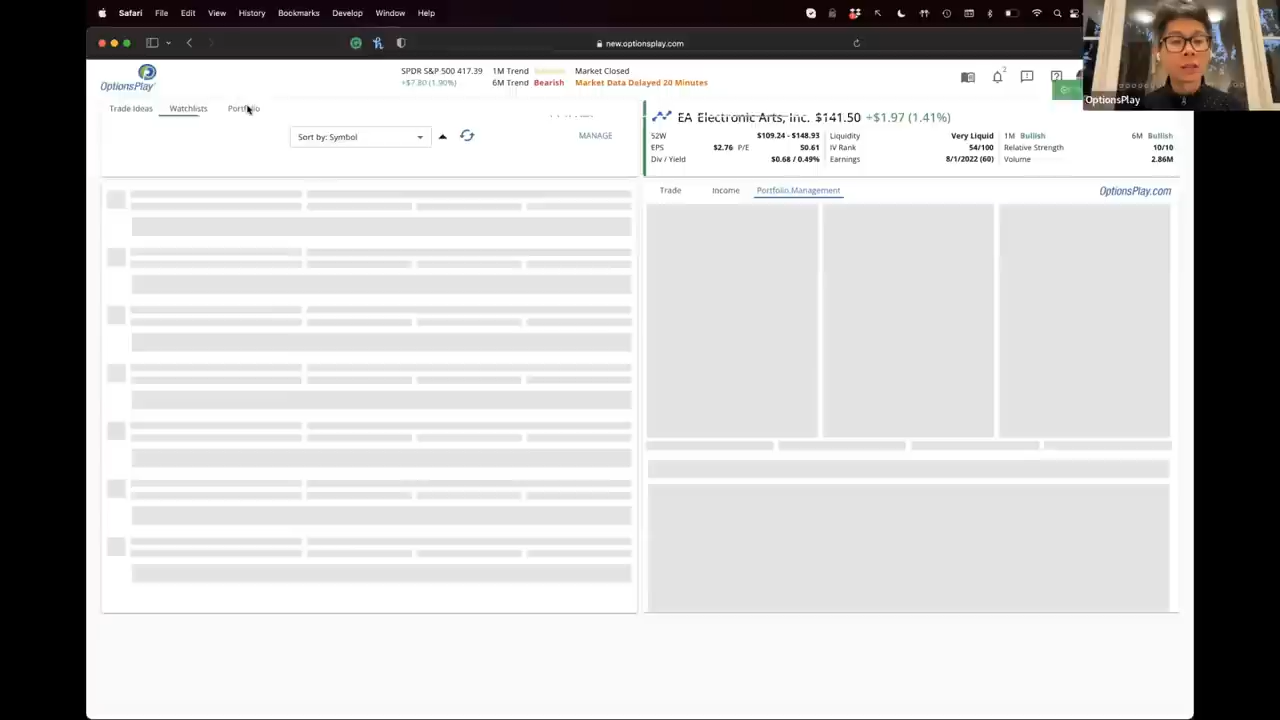 Safari File Edit View History Bookmarks Develop Window Help
new.optionsplay.com
OptionsPlay
SPDR S&P 500 417.39 1M Trend Market Closed
+$7.80 (1.90%) 6M Trend Bearish Market Data Delayed 20 Minutes
2
OptionsPlay
Trade Ideas Watchlists Portfolio
Sort by: Symbol
MANAGE
EA Electronic Arts, Inc. $141.50 +$1.97 (1.41%)
52W $109.24 - $148.93 Liquidity Very Liquid 1M Bullish 6M Bullish
EPS $2.76 P/E 50.61 IV Rank 54/100 Relative Strength 10/10
Div / Yield $0.68 / 0.49% Earnings 8/1/2022 (60) Volume 2.86M
Trade Income Portfolio Management OptionsPlay.com